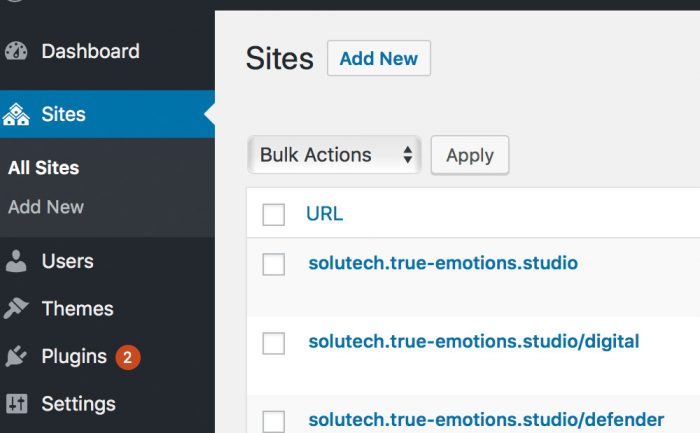 Dashboard
Sites
All Sites
Add New
Users
Themes
Plugins 2
Settings
Sites Add New
Bulk Actions Apply
URL
solutech.true-emotions.studio
solutech.true-emotions.studio/digital
solutech.true-emotions.studio/defender